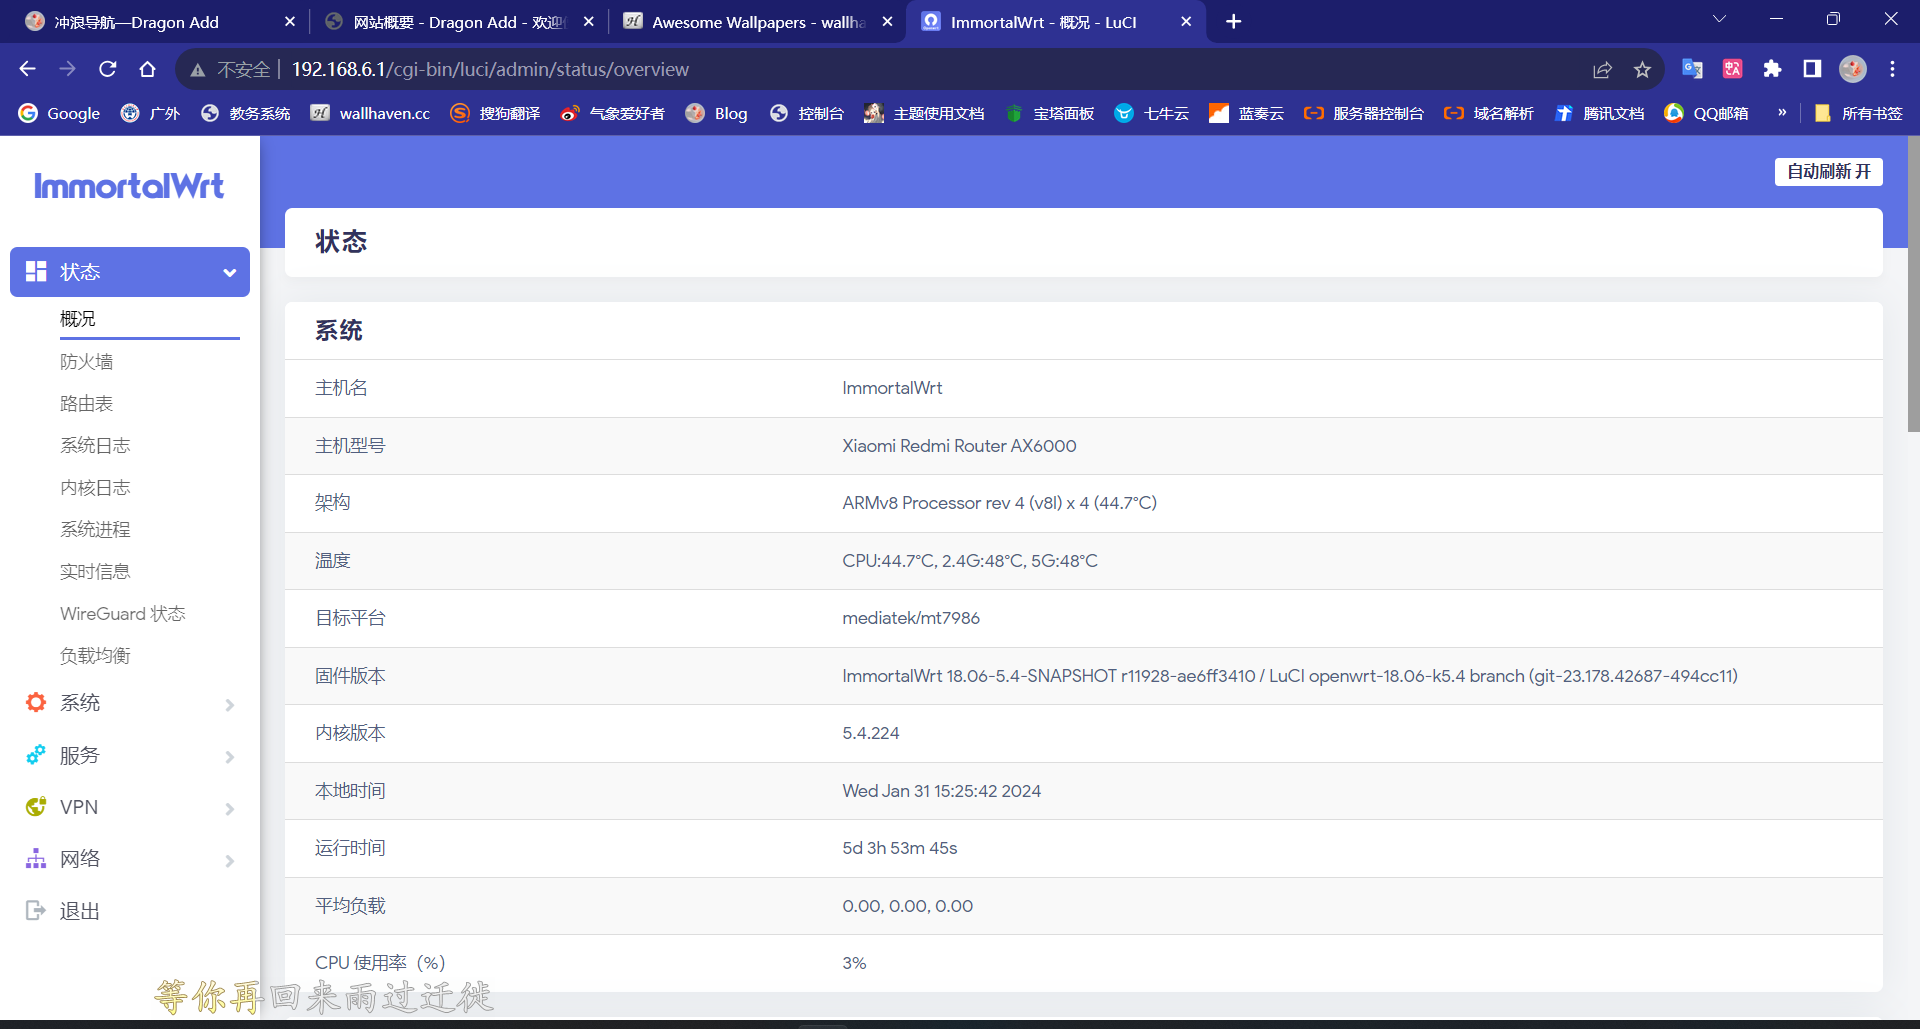 冲浪导航—Dragon Add
网站概要 - Dragon Add - 欢迎
Awesome Wallpapers - wallha
ImmortalWrt - 概况 - LuCI
不安全 192.168.6.1/cgi-bin/luci/admin/status/overview
Google 广外 教务系统 wallhaven.cc 搜狗翻译 气象爱好者 Blog 控制台 主题使用文档 宝塔面板 七牛云 蓝奏云 服务器控制台 域名解析 腾讯文档 QQ邮箱 » 所有书签
ImmortalWrt
自动刷新 开
状态
概况
防火墙
路由表
系统日志
内核日志
系统进程
实时信息
WireGuard 状态
负载均衡
系统
服务
VPN
网络
退出
状态
系统
主机名 ImmortalWrt
主机型号 Xiaomi Redmi Router AX6000
架构 ARMv8 Processor rev 4 (v8l) x 4 (44.7°C)
温度 CPU:44.7°C, 2.4G:48°C, 5G:48°C
目标平台 mediatek/mt7986
固件版本 ImmortalWrt 18.06-5.4-SNAPSHOT r11928-ae6ff3410 / LuCI openwrt-18.06-k5.4 branch (git-23.178.42687-494cc11)
内核版本 5.4.224
本地时间 Wed Jan 31 15:25:42 2024
运行时间 5d 3h 53m 45s
平均负载 0.00, 0.00, 0.00
CPU 使用率（%） 3%
等你再回来雨过迁徙